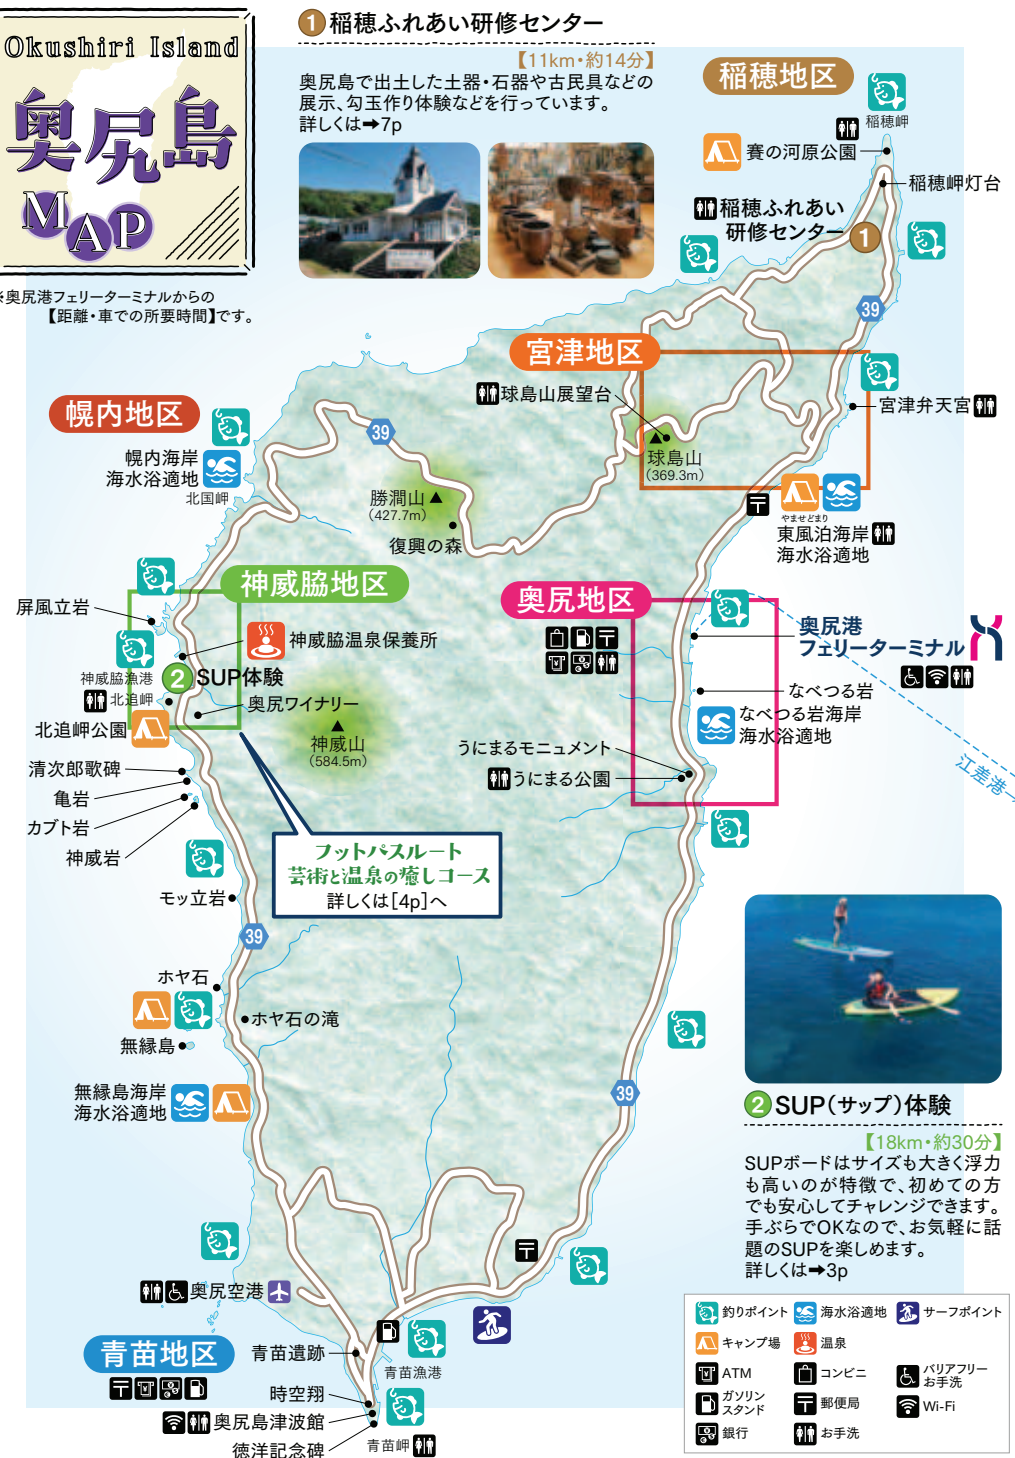 Okushiri Island
奥尻島
MAP
※奥尻港フェリーターミナルからの
【距離・車での所要時間】です。
1 稲穂ふれあい研修センター
【11km・約14分】
奥尻島で出土した土器・石器や古民具などの
展示、勾玉作り体験などを行っています。
詳しくは➡7p
稲穂地区
稲穂岬
賽の河原公園
稲穂岬灯台
稲穂ふれあい
研修センター
1
39
宮津地区
球島山展望台
宮津弁天宮
球島山
(369.3m)
幌内地区
39
幌内海岸
海水浴適地
北国岬
勝澗山
(427.7m)
復興の森
やませどまり
東風泊海岸
海水浴適地
神威脇地区
屏風立岩
神威脇温泉保養所
神威脇漁港
2 SUP体験
北追岬
奥尻ワイナリー
北追岬公園
神威山
(584.5m)
奥尻地区
奥尻港
フェリーターミナル
なべつる岩
なべつる岩海岸
海水浴適地
うにまるモニュメント
うにまる公園
江差港→
清次郎歌碑
亀岩
カブト岩
神威岩
フットパスルート
芸術と温泉の癒しコース
詳しくは[4p]へ
モッ立岩
39
ホヤ石
ホヤ石の滝
無縁島
無縁島海岸
海水浴適地
39
2 SUP(サップ)体験
【18km・約30分】
SUPボードはサイズも大きく浮力
も高いのが特徴で、初めての方
でも安心してチャレンジできます。
手ぶらでOKなので、お気軽に話
題のSUPを楽しめます。
詳しくは➡3p
奥尻空港
青苗地区
青苗遺跡
青苗漁港
時空翔
奥尻島津波館
徳洋記念碑
青苗岬
釣りポイント 海水浴適地 サーフポイント
キャンプ場 温泉
ATM コンビニ バリアフリー
お手洗
ガソリン
スタンド 郵便局 Wi-Fi
銀行 お手洗